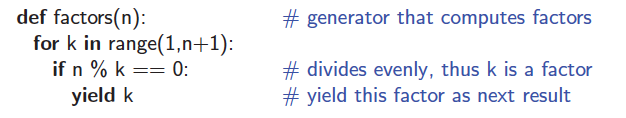 def factors(n): # generator that computes factors
for k in range(1,n+1):
if n % k == 0: # divides evenly, thus k is a factor
yield k # yield this factor as next result